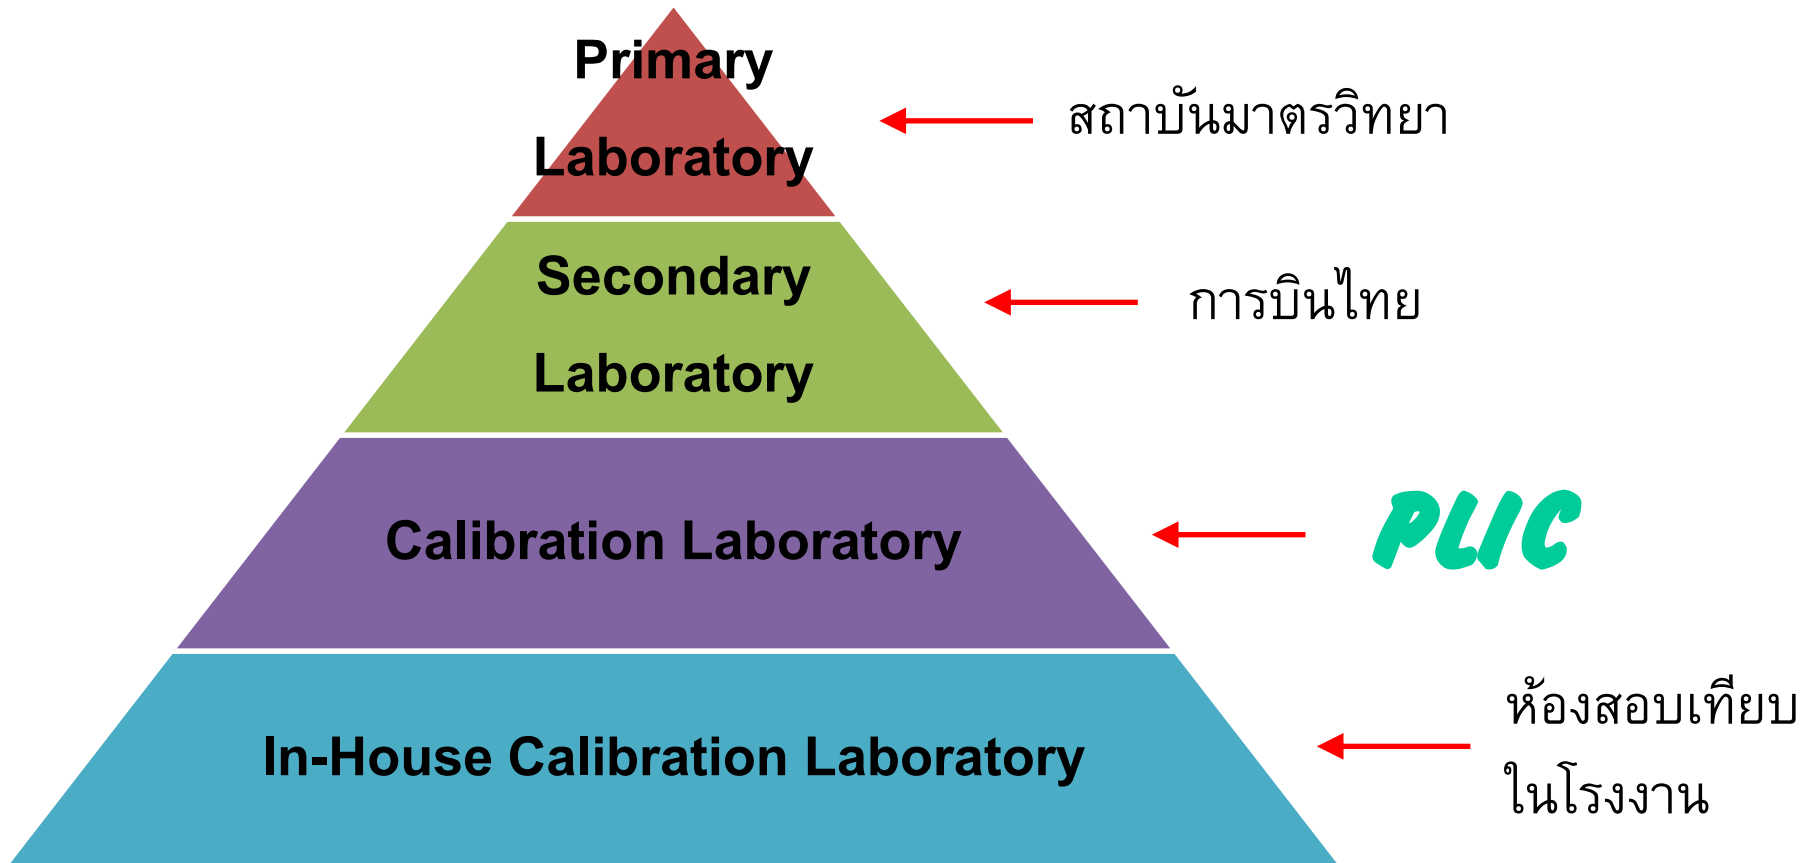 Primary
Laboratory
สถาบันมาตรวิทยา
Secondary
Laboratory
การบินไทย
Calibration Laboratory
PLIC
In-House Calibration Laboratory
ห้องสอบเทียบ
ในโรงงาน